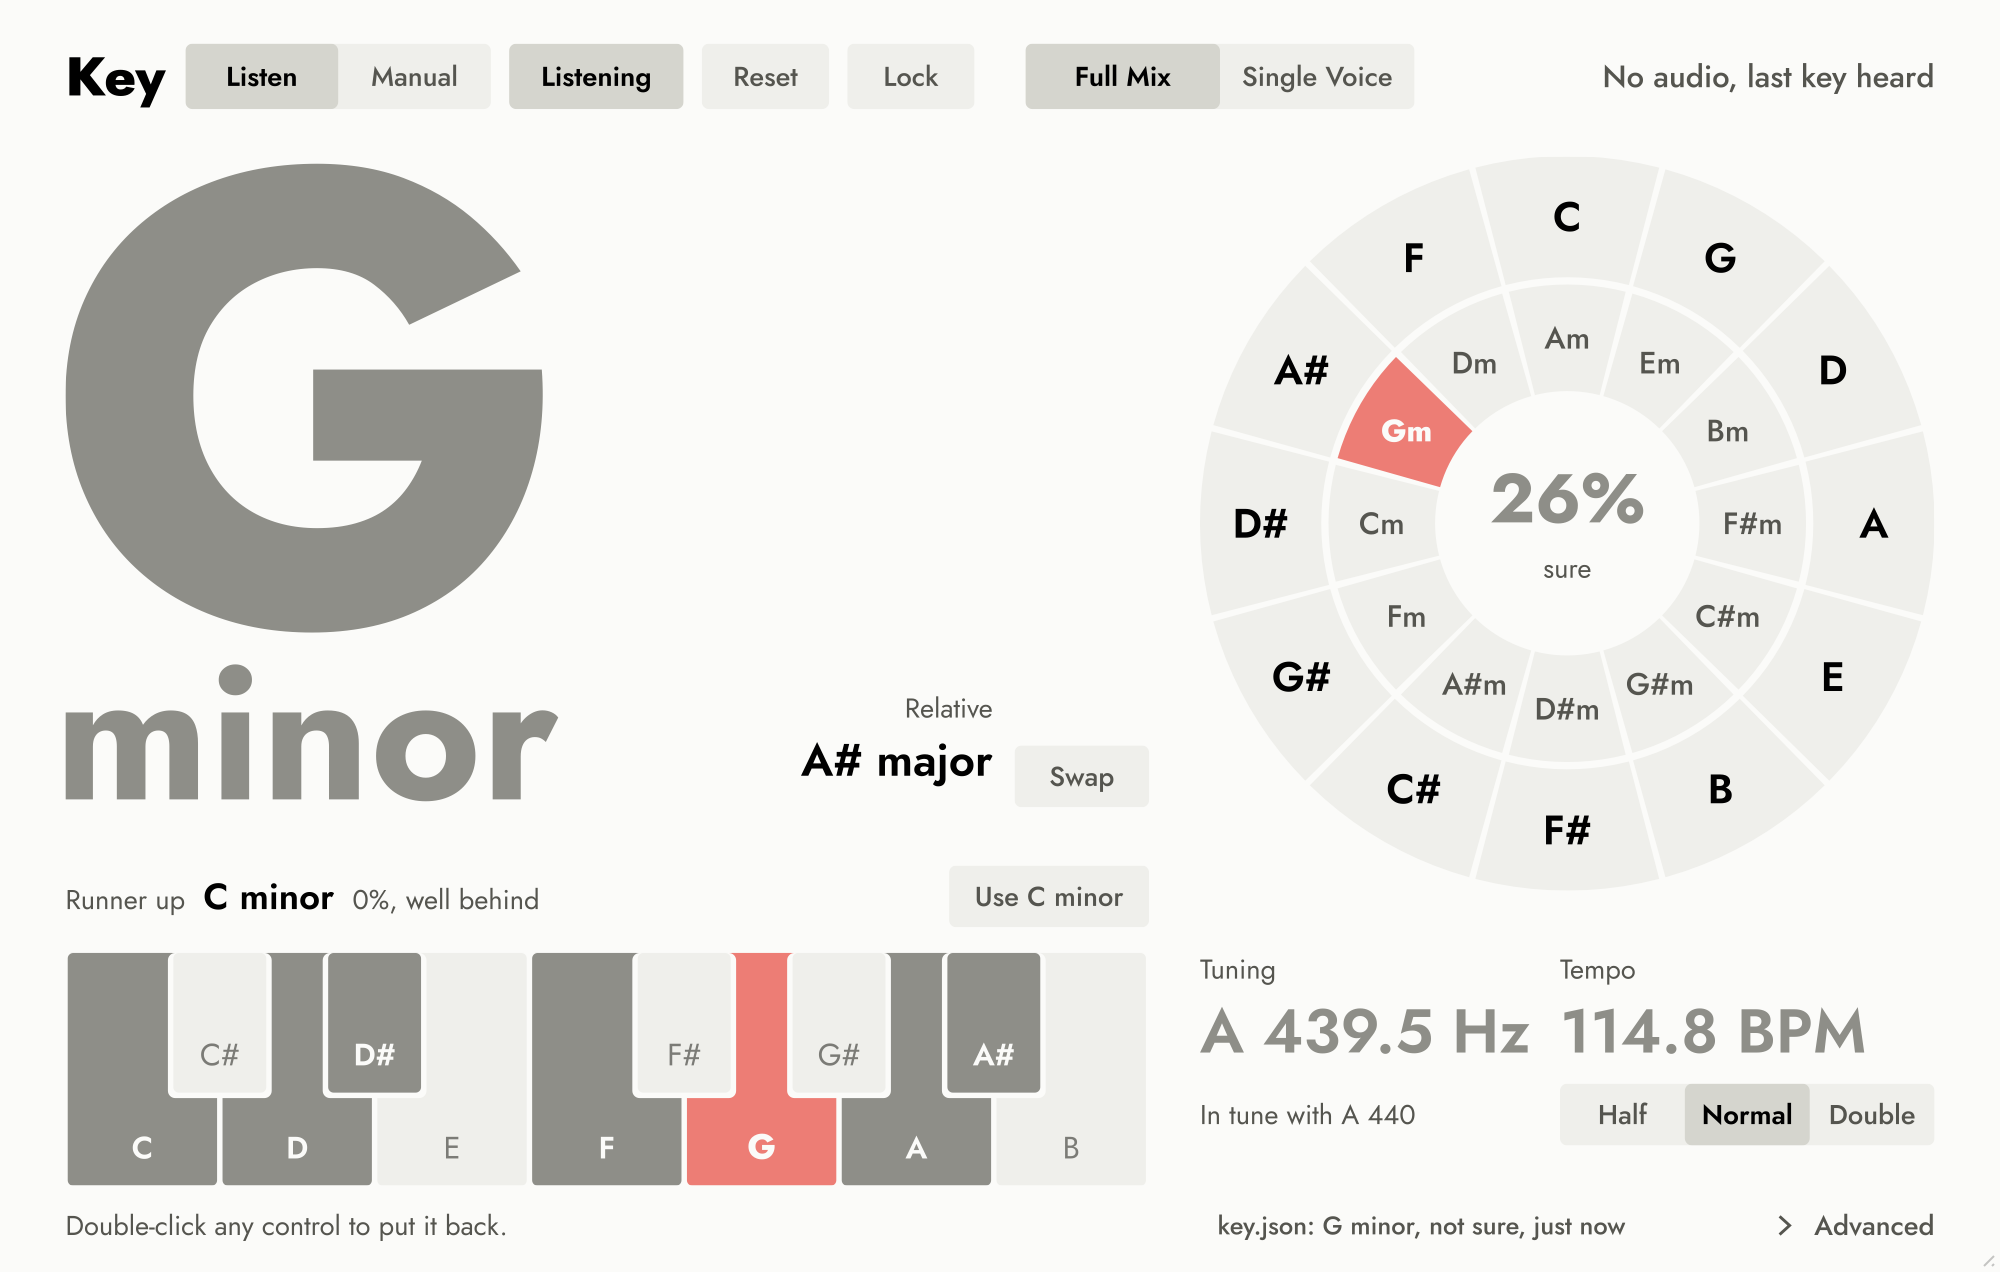 Key
Listen
Manual
Listening
Reset
Lock
Full Mix
Single Voice
No audio, last key heard
G
minor
Relative
A# major
Swap
Runner up C minor 0%, well behind
Use C minor
C
G
D
A
E
B
F#
C#
G#
D#
A#
F
Am
Em
Bm
F#m
C#m
G#m
D#m
A#m
Fm
Cm
Gm
Dm
26%
sure
C#
D#
F#
G#
A#
C
D
E
F
G
A
B
Tuning
A 439.5 Hz
In tune with A 440
Tempo
114.8 BPM
Half
Normal
Double
Double-click any control to put it back.
key.json: G minor, not sure, just now
Advanced